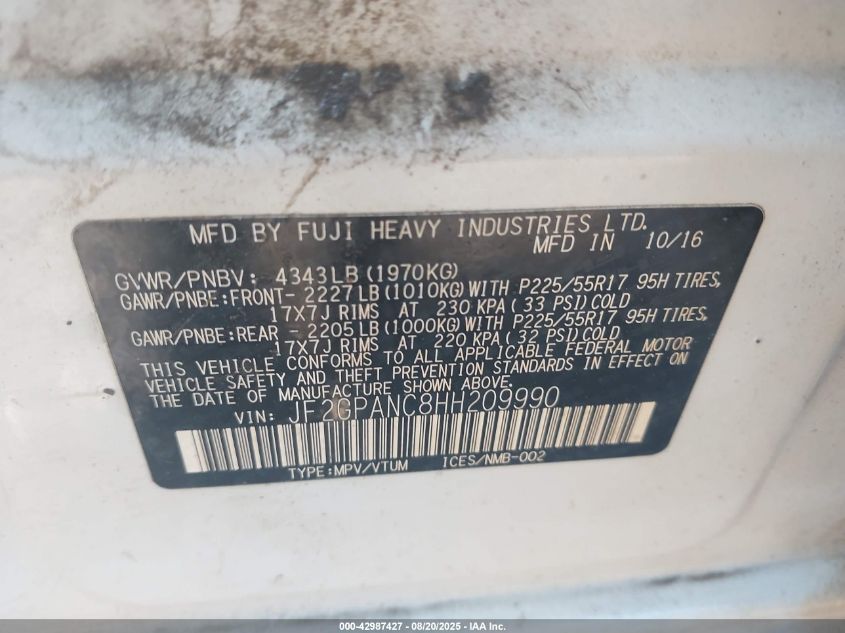 MFD BY FUJI HEAVY INDUSTRIES LTD.
MFD IN 10/16
GVWR/PNBV: 4343LB(1970KG)
GAWR/PNBE:FRONT- 2227LB(1010KG)WITH P225/55R17 95H TIRES,
17X7J RIMS AT 230 KPA(33 PSI)COLD
GAWR/PNBE:REAR - 2205LB(1000KG)WITH P225/55R17 95H TIRES,
17X7J RIMS AT 220 KPA(32 PSI)COLD
THIS VEHICLE CONFORMS TO ALL APPLICABLE FEDERAL MOTOR
VEHICLE SAFETY AND THEFT PREVENTION STANDARDS IN EFFECT ON
THE DATE OF MANUFACTURE SHOWN ABOVE.
VIN: JF2GPANC8HH209990
TYPE:MPV/VTUM ICES/NMB-002
000-42987427 - 08/20/2025 - IAA Inc.